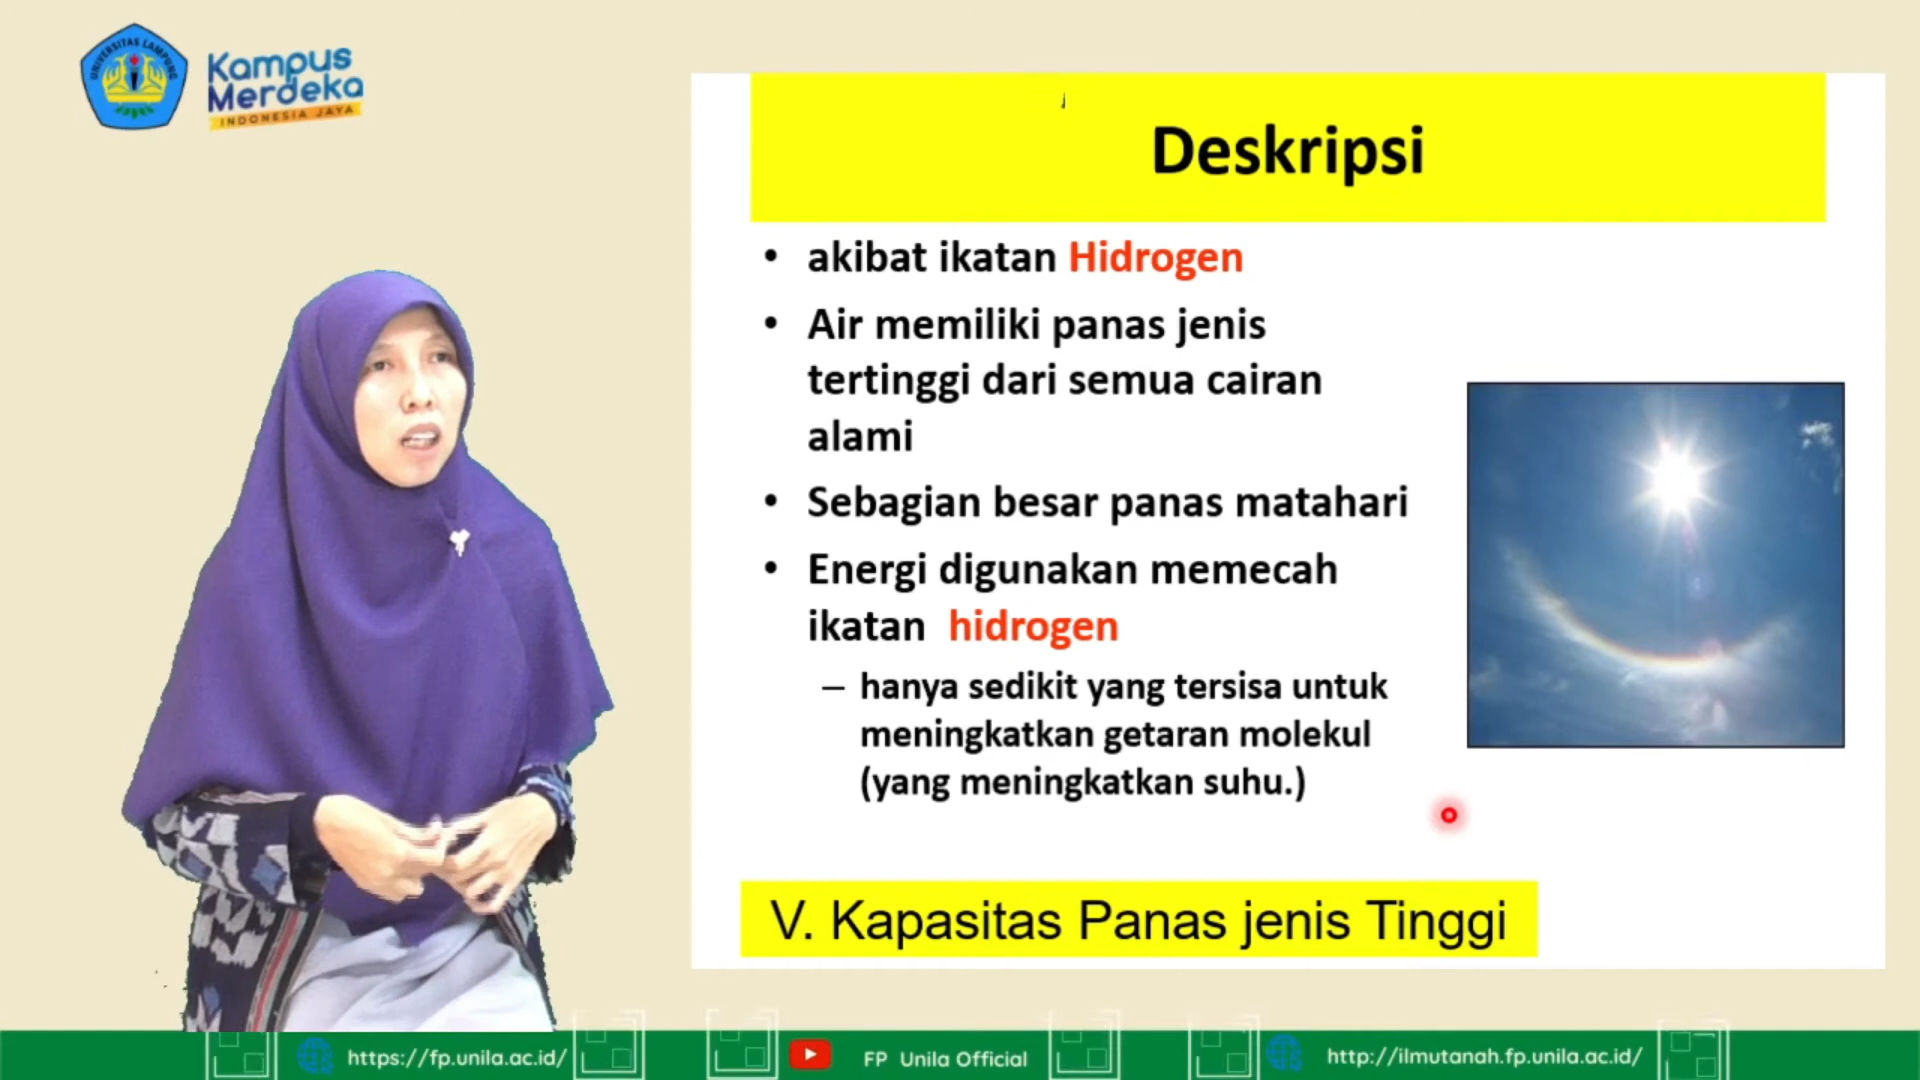 UNIVERSITAS LAMPUNG
Kampus
Merdeka
INDONESIA JAYA
Deskripsi
• akibat ikatan Hidrogen
• Air memiliki panas jenis
tertinggi dari semua cairan
alami
• Sebagian besar panas matahari
• Energi digunakan memecah
ikatan hidrogen
– hanya sedikit yang tersisa untuk
meningkatkan getaran molekul
(yang meningkatkan suhu.)
V. Kapasitas Panas jenis Tinggi
https://fp.unila.ac.id/
FP Unila Official
http://ilmutanah.fp.unila.ac.id/